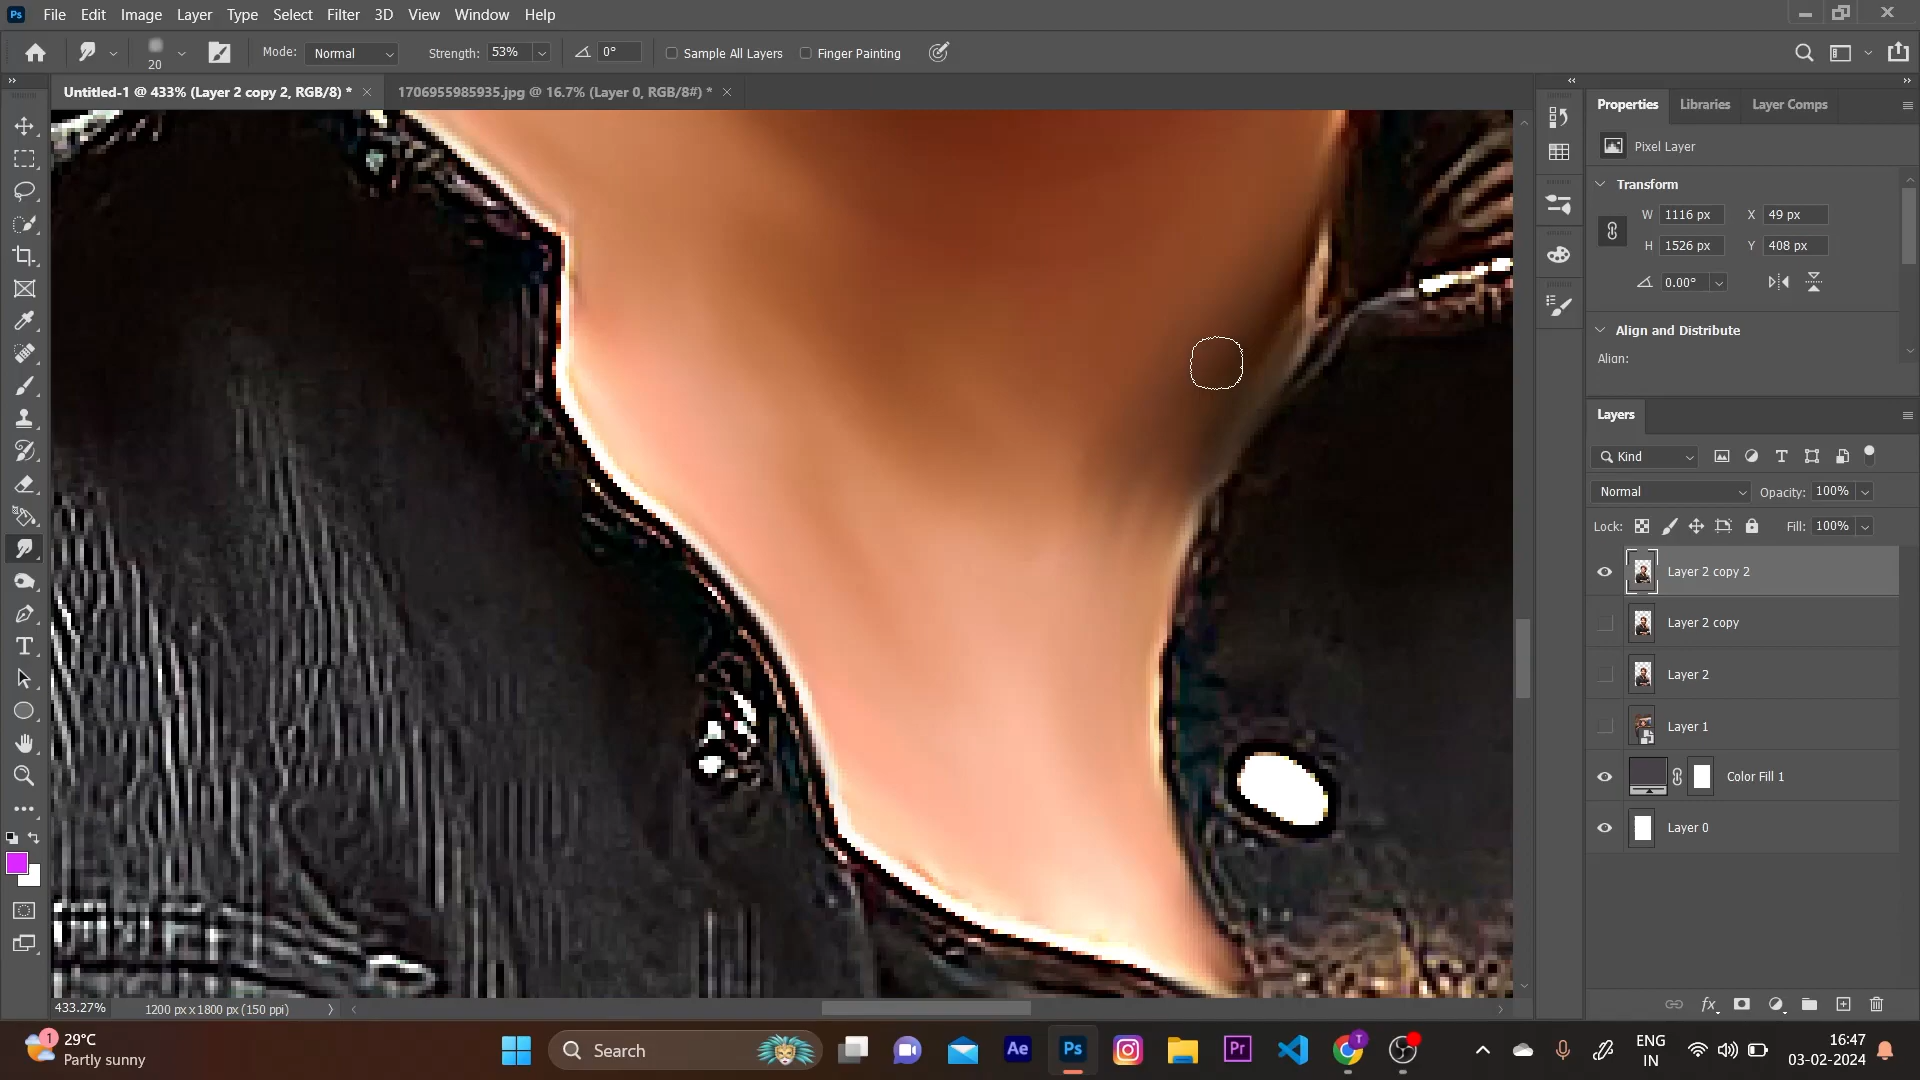 File Edit Image Layer Type Select Filter 3D View Window Help
20 Mode: Normal Strength: 53% 0° Sample All Layers Finger Painting
Untitled-1 @ 433% (Layer 2 copy 2, RGB/8) * 1706955985935.jpg @ 16.7% (Layer 0, RGB/8#) *
Properties Libraries Layer Comps
Pixel Layer
Transform
W 1116 px X 49 px
H 1526 px Y 408 px
0.00°
Align and Distribute
Align:
Layers
Kind
Normal Opacity: 100%
Lock: Fill: 100%
Layer 2 copy 2
Layer 2 copy
Layer 2
Layer 1
Color Fill 1
Layer 0
433.27% 1200 px x 1800 px (150 ppi)
1 29°C
Partly sunny
Search
Ae Ps Pr T
ENG
IN
16:47
03-02-2024